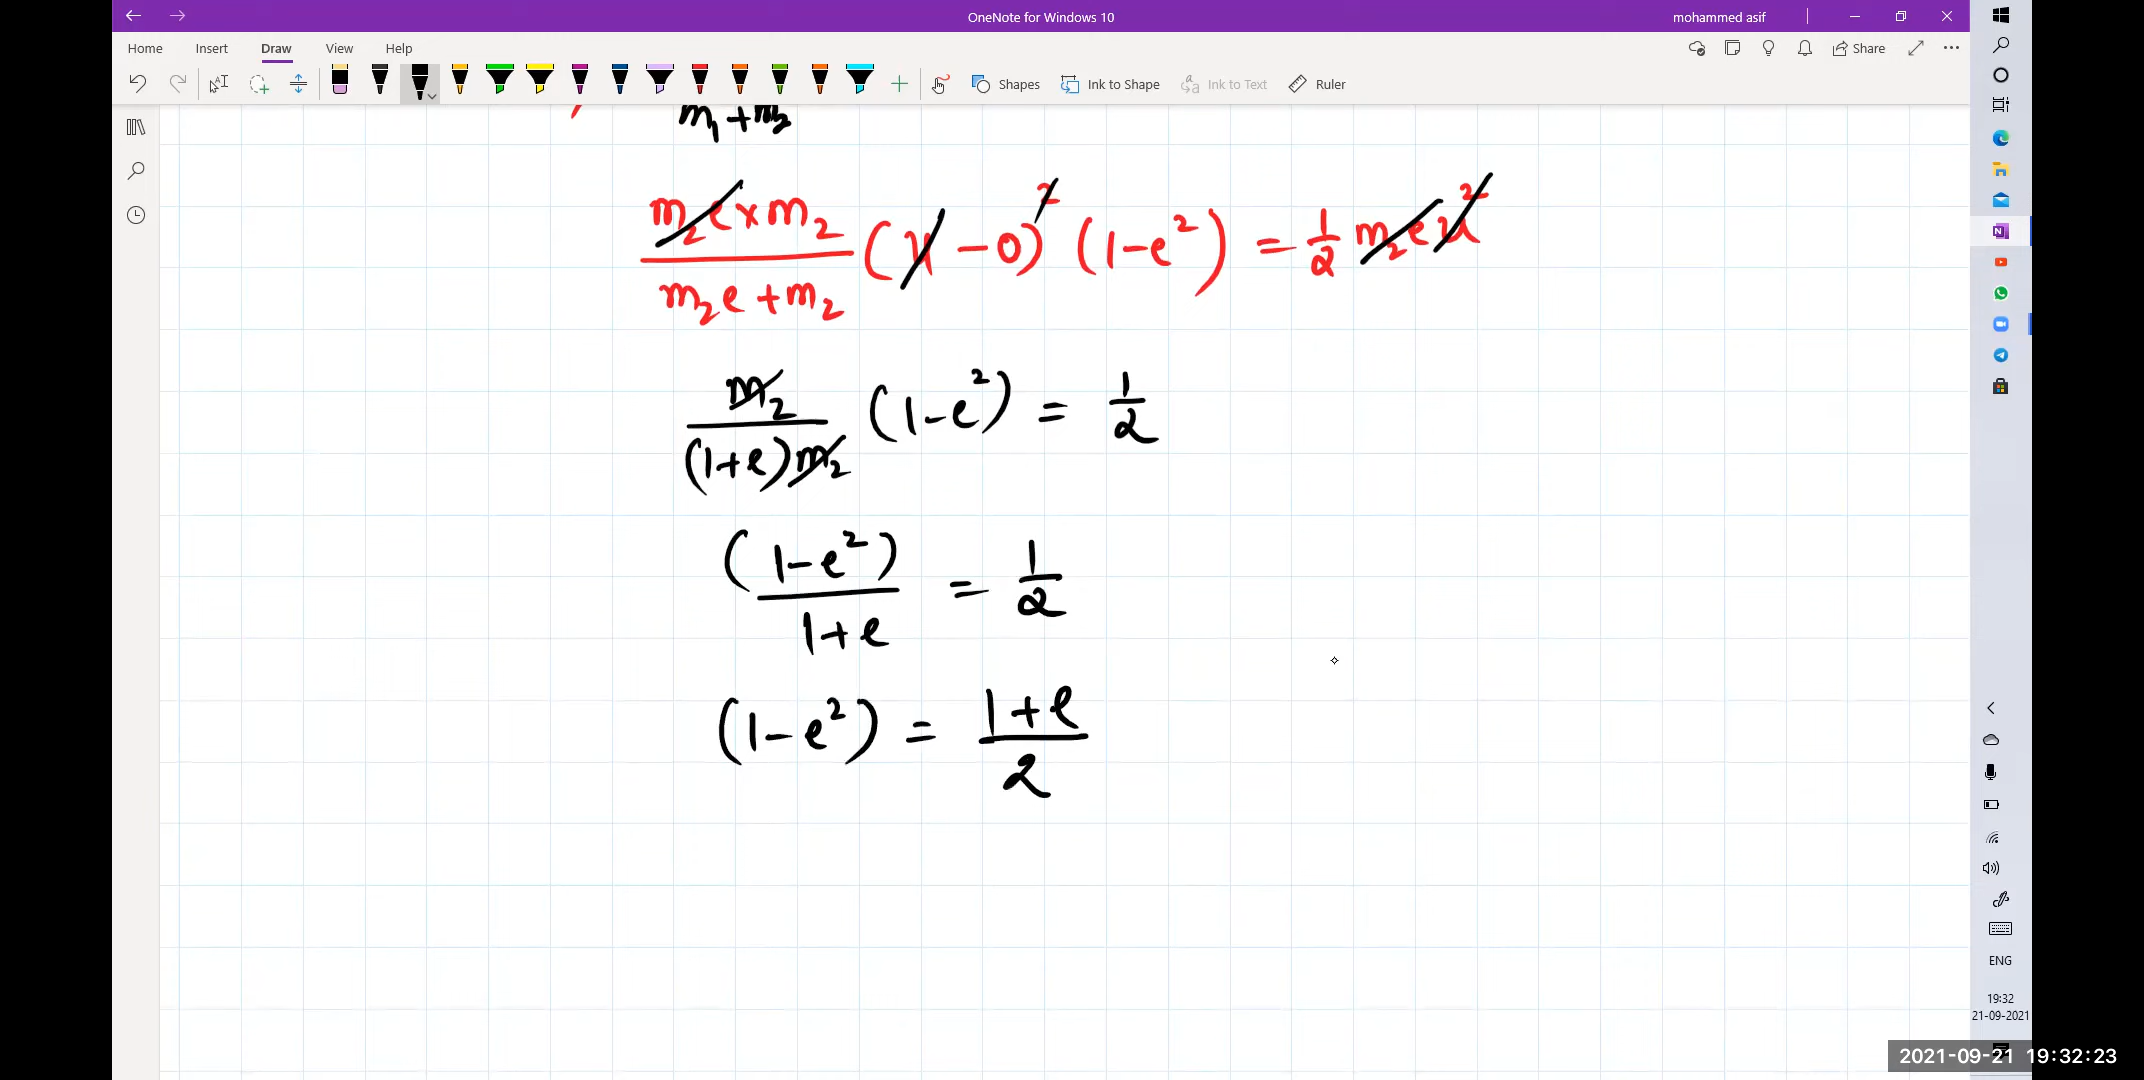 OneNote for Windows 10
mohammed asif
Home Insert Draw View Help
Share
Shapes Ink to Shape Ink to Text Ruler
m₁+m₂
m₂e×m₂/m₂e+m₂ (u-0)² (1-e²) = 1/2 m₂eu²
m₂/(1+e)m₂ (1-e²) = 1/2
(1-e²)/1+e = 1/2
(1-e²) = 1+e/2
ENG
19:32
21-09-2021
2021-09-21 19:32:23